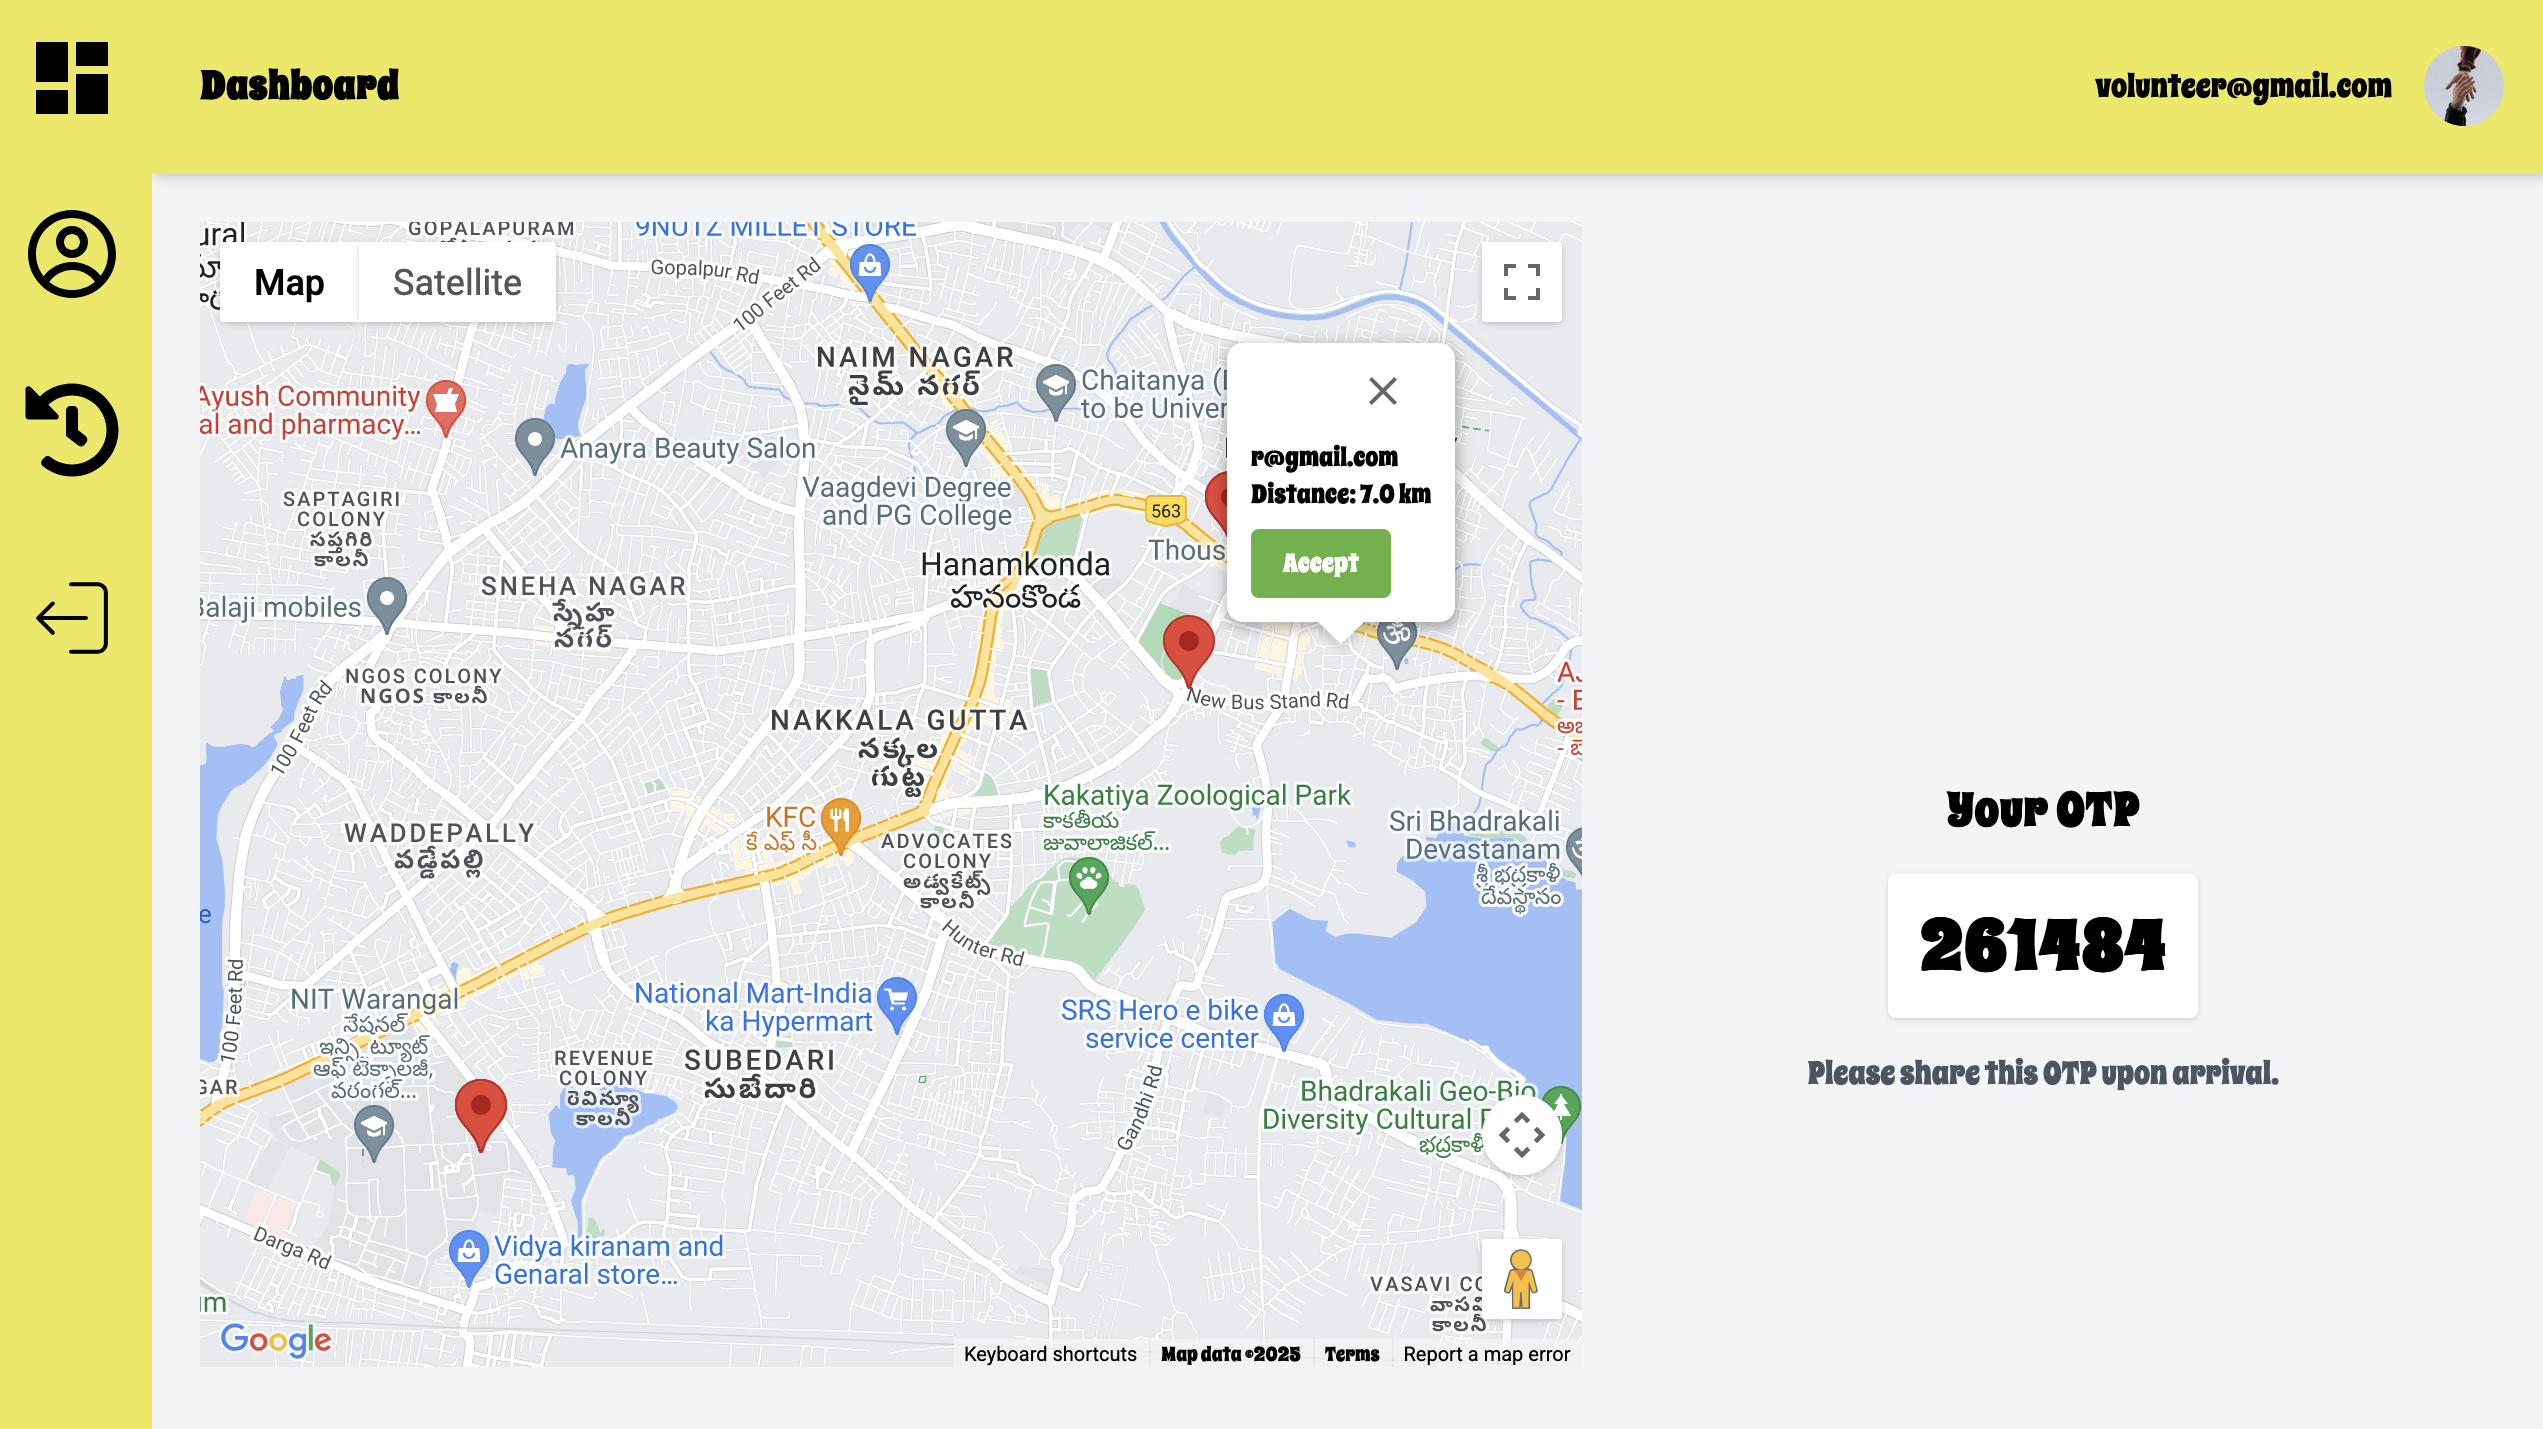 Dashboard
volunteer@gmail.com
GOPALAPURAM
9NUTZ MILLET STORE
Map
Satellite
Gopalpur Rd
100 Feet Rd
NAIM NAGAR
నైమ్ నగర్
Chaitanya
to be Univer
Ayush Community
al and pharmacy...
Anayra Beauty Salon
r@gmail.com
Distance: 7.0 km
Accept
Vaagdevi Degree
and PG College
563
Thous
SAPTAGIRI
COLONY
సప్తగిరి
కాలనీ
Hanamkonda
హనంకొండ
SNEHA NAGAR
స్నేహ
నగర్
Balaji mobiles
NGOS COLONY
NGOS కాలనీ
New Bus Stand Rd
100 Feet Rd
NAKKALA GUTTA
నక్కల
గుట్ట
Kakatiya Zoological Park
కాకతీయ
జువాలాజికల్...
KFC
కే ఎఫ్ సీ
WADDEPALLY
వడ్డేపల్లి
ADVOCATES
COLONY
అడ్వకేట్స్
కాలనీ
Sri Bhadrakali
Devastanam
శ్రీ భద్రకాళీ
దేవస్థానం
Hunter Rd
NIT Warangal
నేషనల్
ఇన్స్టిట్యూట్
ఆఫ్ టెక్నాలజీ,
వరంగల్...
100 Feet Rd
National Mart-India
ka Hypermart
SRS Hero e bike
service center
REVENUE
COLONY
రెవిన్యూ
కాలనీ
SUBEDARI
సుబేదారి
GAR
Gandhi Rd
Bhadrakali Geo-Bio
Diversity Cultural
భద్రకాళీ
Darga Rd
Vidya kiranam and
Genaral store...
VASAVI CO
వాసవి
కాలనీ
Google
Keyboard shortcuts
Map data ©2025
Terms
Report a map error
Your OTP
261484
Please share this OTP upon arrival.